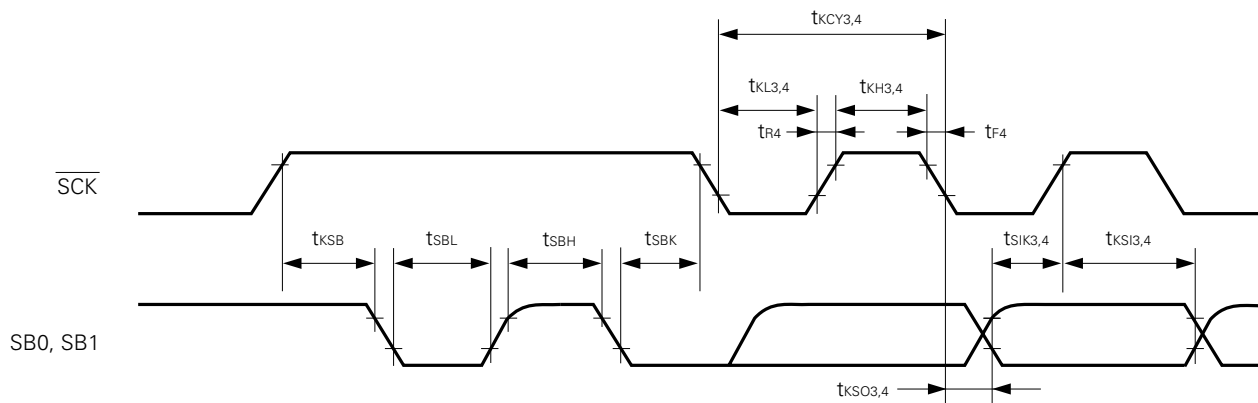 tKCY3,4
tKL3,4 tKH3,4
tR4 tF4
SCK
tKSB tSBL tSBH tSBK tSIK3,4 tKSI3,4
SB0, SB1
tKSO3,4